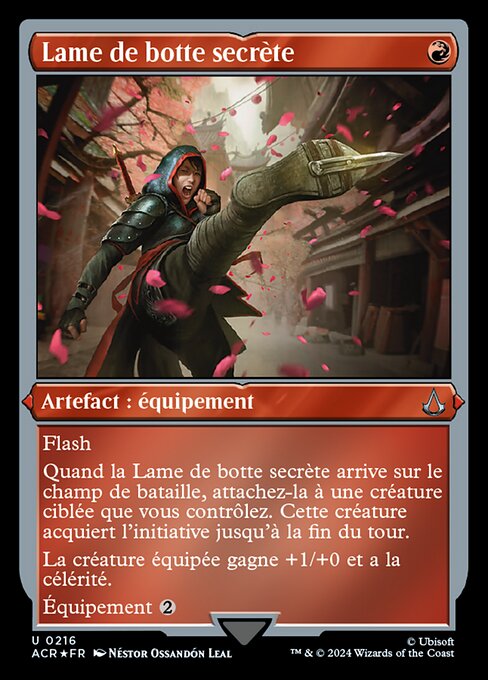 Lame de botte secrète
Artefact : équipement
Flash
Quand la Lame de botte secrète arrive sur le
champ de bataille, attachez-la à une créature
ciblée que vous contrôlez. Cette créature
acquiert l'initiative jusqu'à la fin du tour.
La créature équipée gagne +1/+0 et a la
célérité.
Équipement 2
U 0216
ACR★FR Néstor Ossandón Leal
© Ubisoft
™ & © 2024 Wizards of the Coast